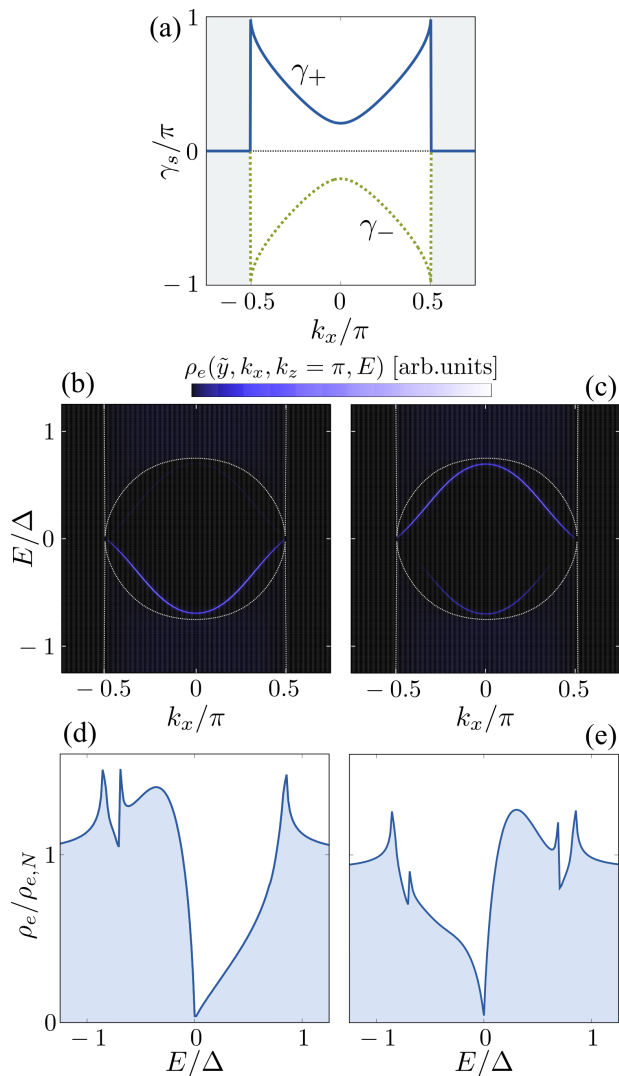 (a)
1
γ₊
γₛ/π
0
γ₋
− 1
− 0.5 0 0.5
kₓ/π
ρₑ(ỹ, kₓ, k_z = π, E) [arb.units]
(b) (c)
1
E/Δ
0
− 1
− 0.5 0 0.5 − 0.5 0 0.5
kₓ/π kₓ/π
(d) (e)
ρₑ/ρₑ,N
1
0
− 1 0 1 − 1 0 1
E/Δ E/Δ